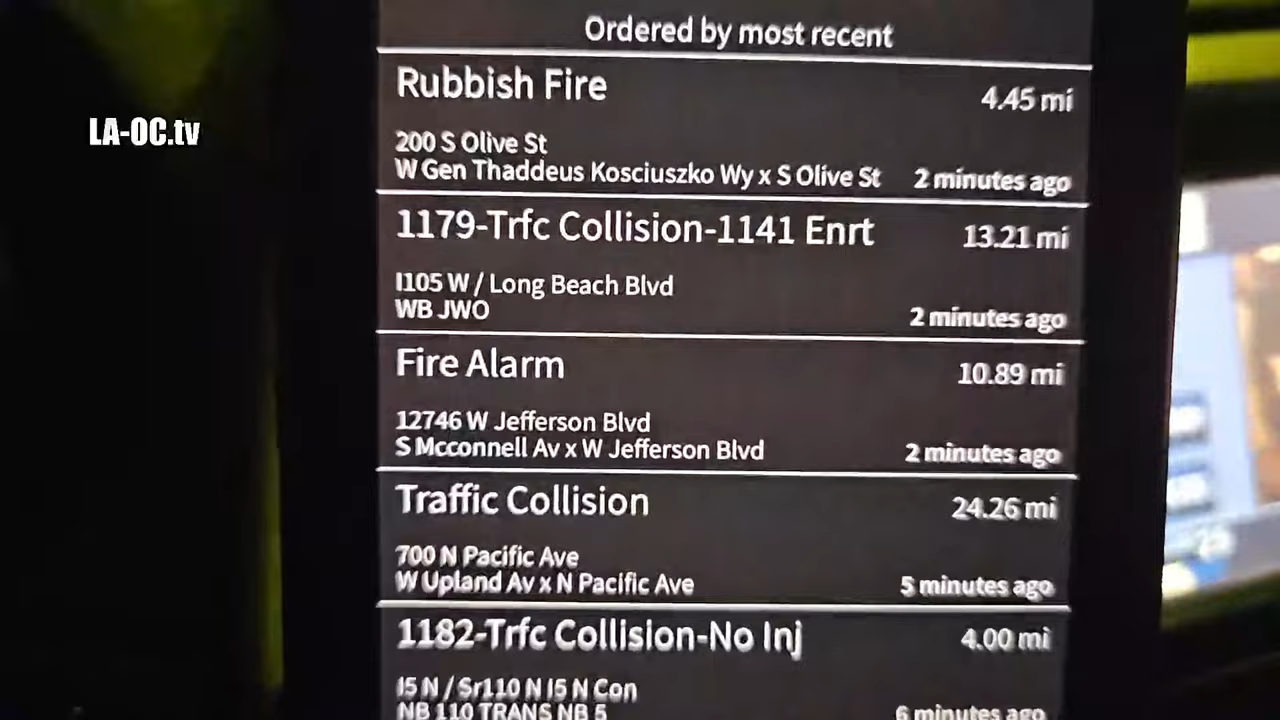 Ordered by most recent
Rubbish Fire 4.45 mi
LA-OC.tv
200 S Olive St
W Gen Thaddeus Kosciuszko Wy x S Olive St 2 minutes ago
1179-Trfc Collision-1141 Enrt 13.21 mi
I105 W / Long Beach Blvd
WB JWO 2 minutes ago
Fire Alarm 10.89 mi
12746 W Jefferson Blvd
S Mcconnell Av x W Jefferson Blvd 2 minutes ago
Traffic Collision 24.26 mi
700 N Pacific Ave
W Upland Av x N Pacific Ave 5 minutes ago
1182-Trfc Collision-No Inj 4.00 mi
I5 N / Sr110 N I5 N Con
NB 110 TRANS NB 5 6 minutes ago